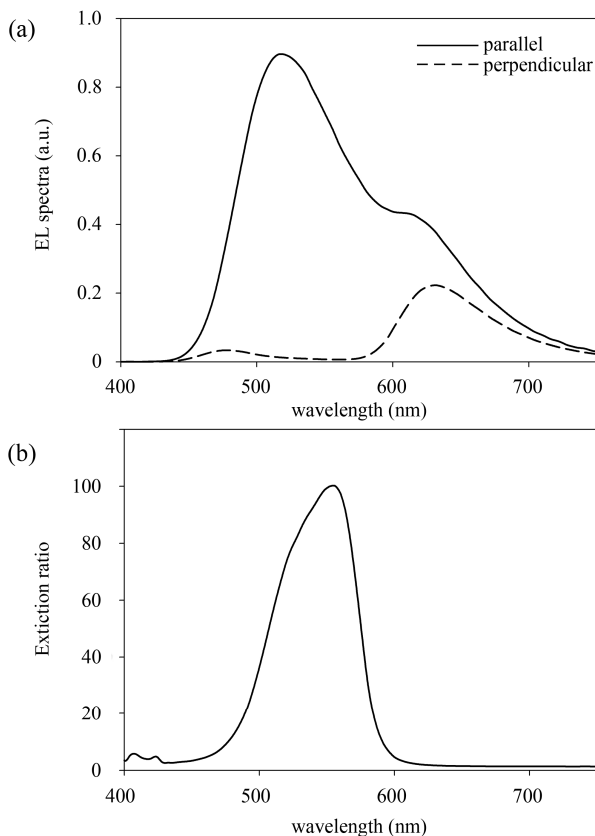 (a)
1.0
0.8
0.6
0.4
0.2
0
EL spectra (a.u.)
parallel
perpendicular
400 500 600 700
wavelength (nm)
(b)
100
80
60
40
20
0
Extiction ratio
400 500 600 700
wavelength (nm)